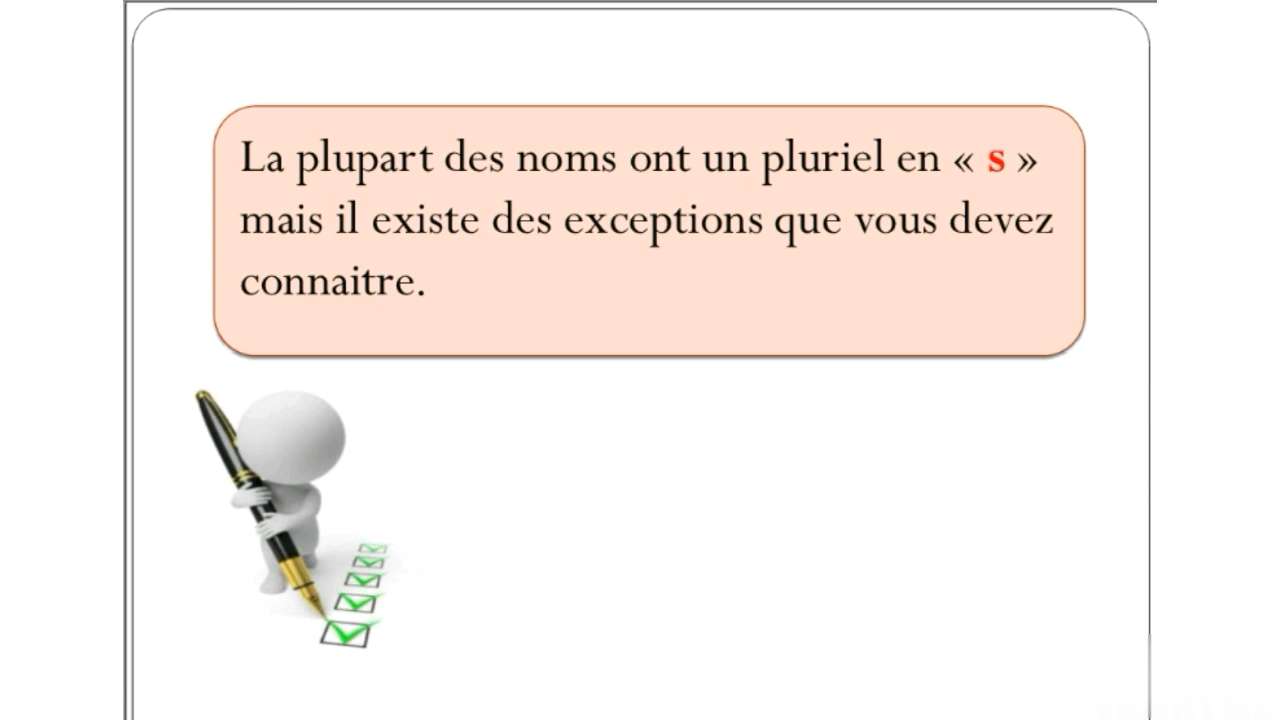 La plupart des noms ont un pluriel en « s »
mais il existe des exceptions que vous devez
connaitre.